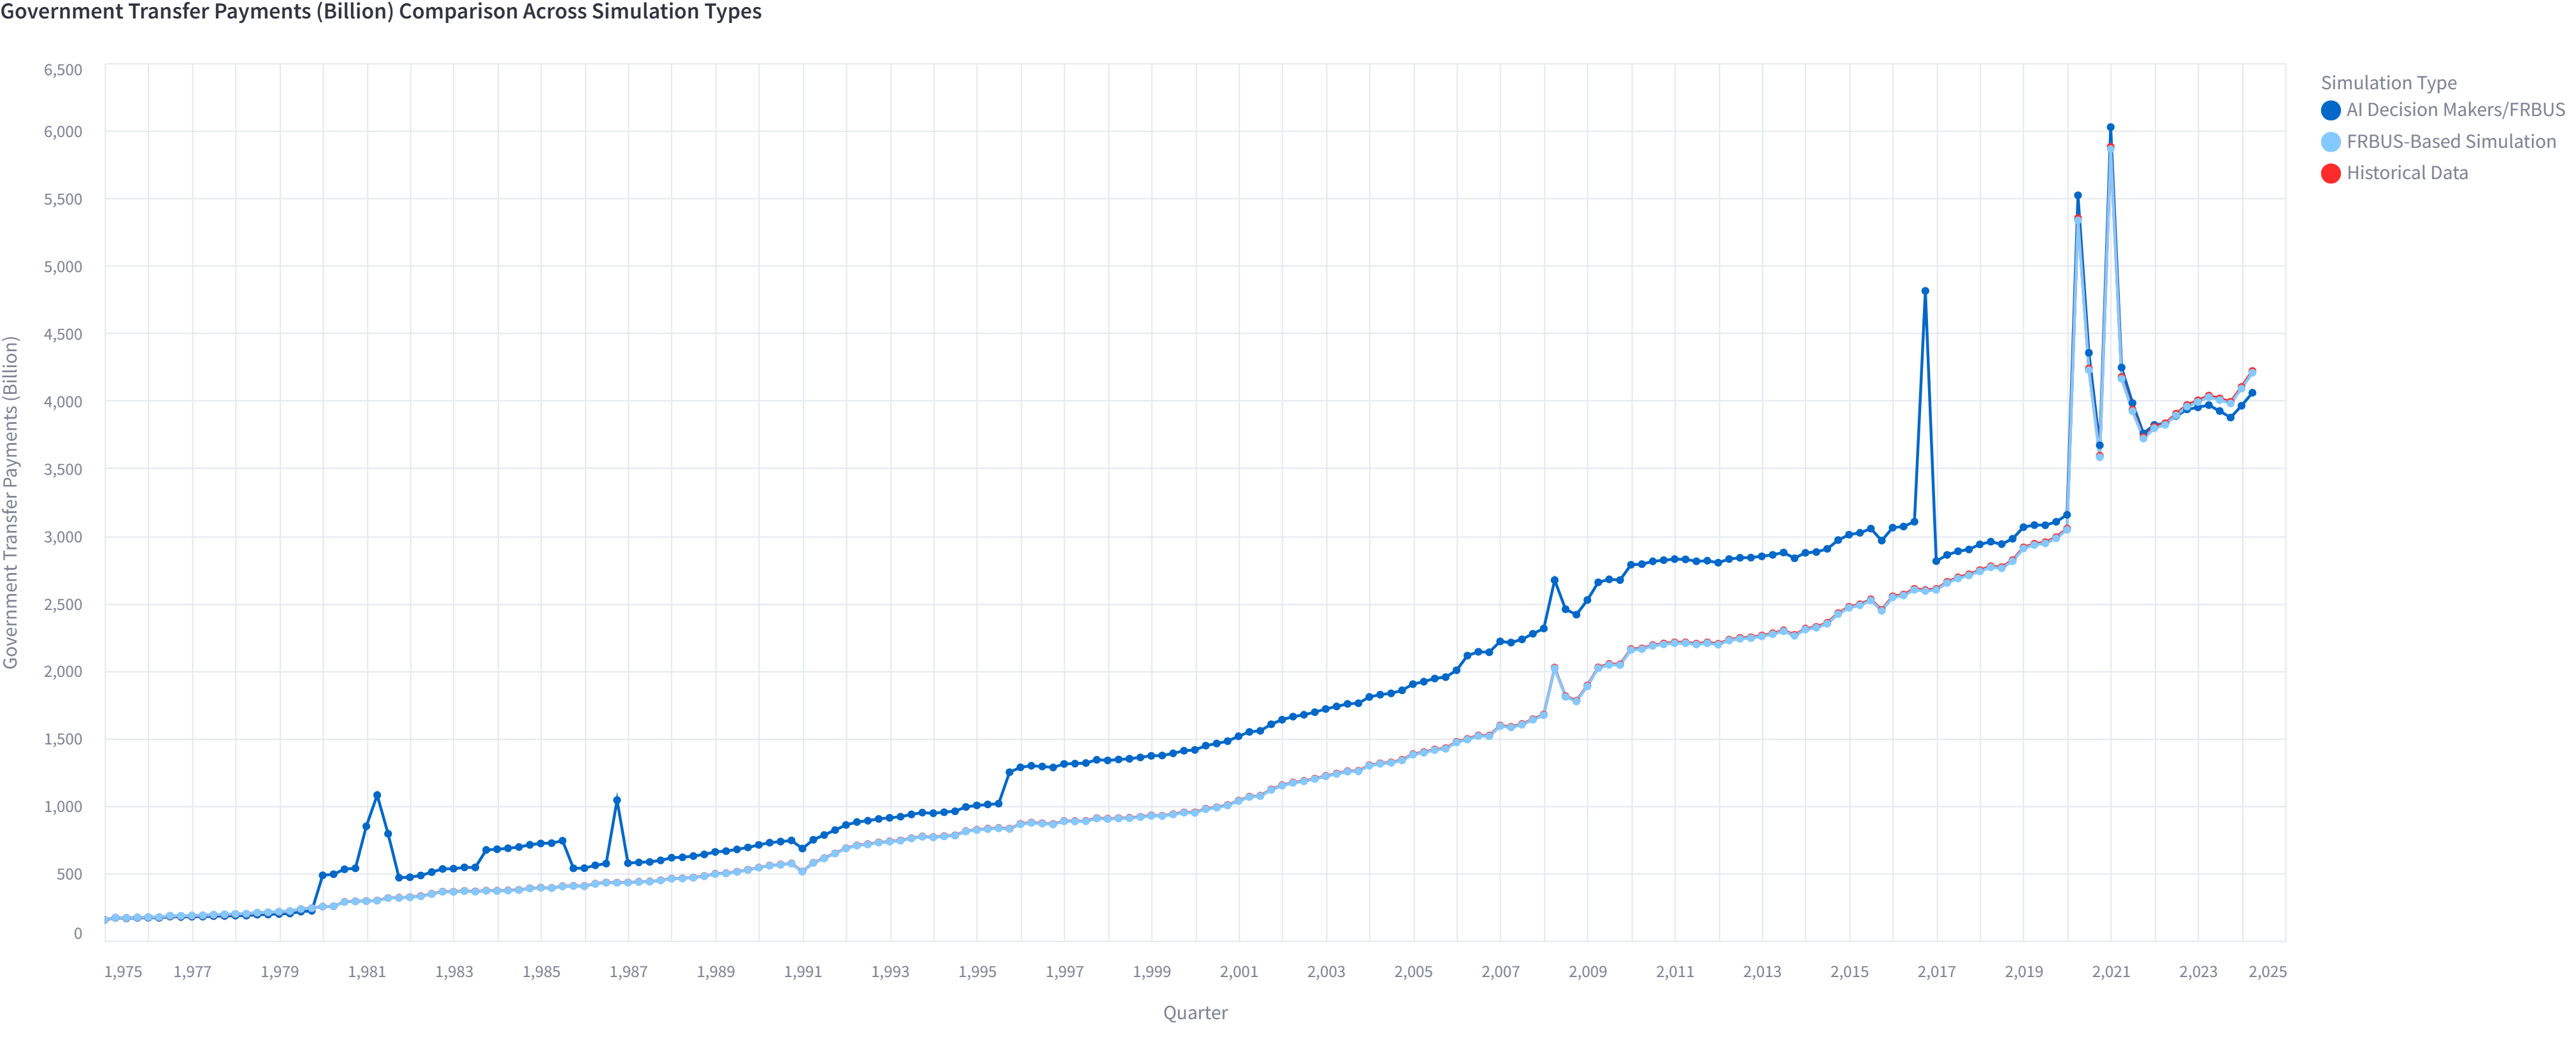 Government Transfer Payments (Billion) Comparison Across Simulation Types
Government Transfer Payments (Billion)
6,500
6,000
5,500
5,000
4,500
4,000
3,500
3,000
2,500
2,000
1,500
1,000
500
0
1,975 1,977 1,979 1,981 1,983 1,985 1,987 1,989 1,991 1,993 1,995 1,997 1,999 2,001 2,003 2,005 2,007 2,009 2,011 2,013 2,015 2,017 2,019 2,021 2,023 2,025
Quarter
Simulation Type
AI Decision Makers/FRBUS
FRBUS-Based Simulation
Historical Data